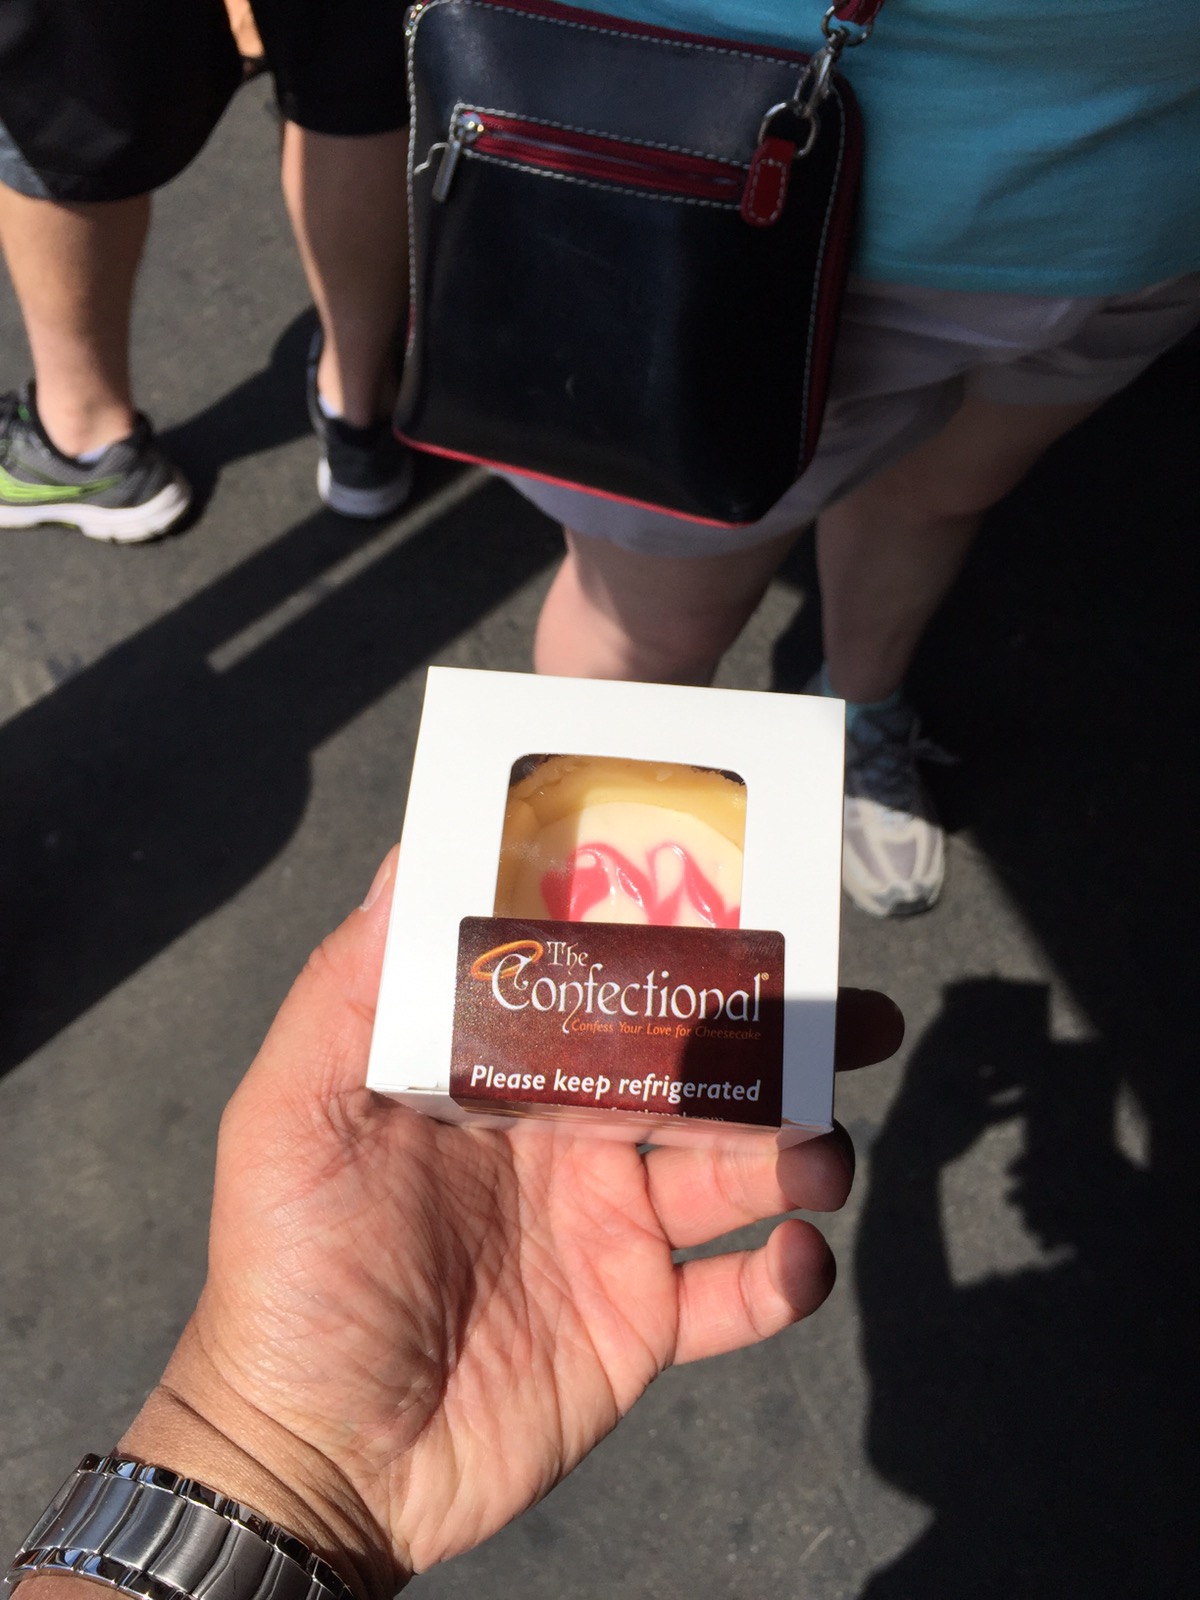 The
Confectional®
Confess Your Love for Cheesecake
Please keep refrigerated